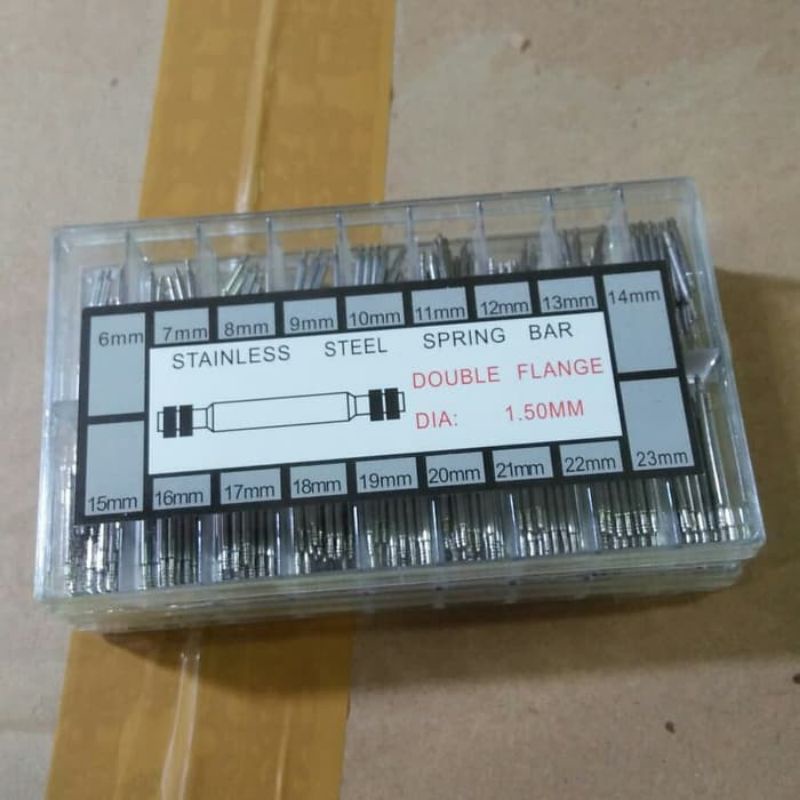 6mm 7mm 8mm 9mm 10mm 11mm 12mm 13mm 14mm
STAINLESS STEEL SPRING BAR
DOUBLE FLANGE
DIA: 1.50MM
15mm 16mm 17mm 18mm 19mm 20mm 21mm 22mm 23mm